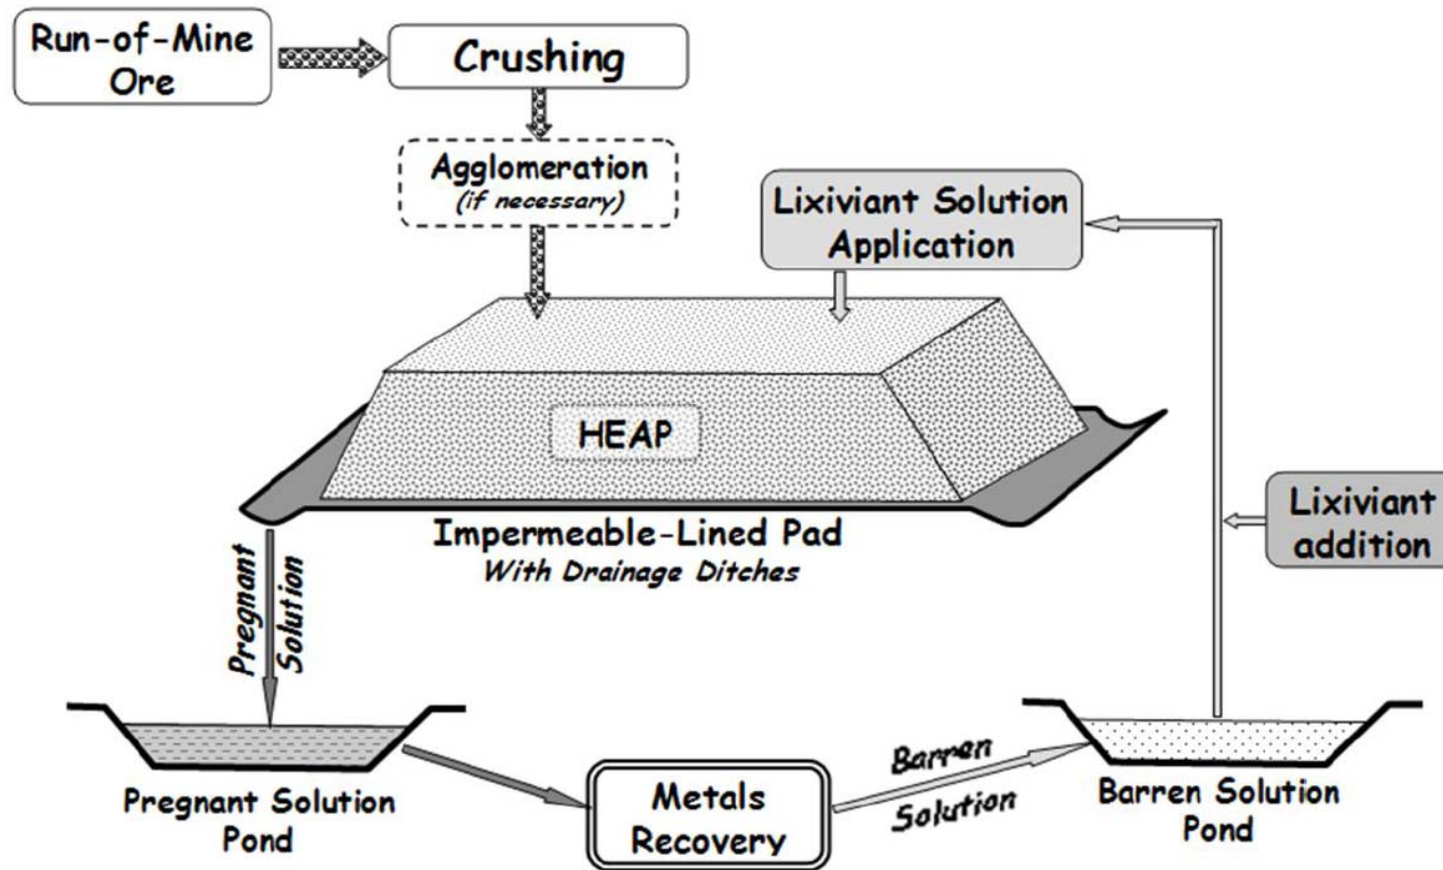 Run-of-Mine
Ore
Crushing
Agglomeration
(if necessary)
Lixiviant Solution
Application
HEAP
Impermeable-Lined Pad
With Drainage Ditches
Lixiviant
addition
Pregnant
Solution
Pregnant Solution
Pond
Metals
Recovery
Barren
Solution
Barren Solution
Pond